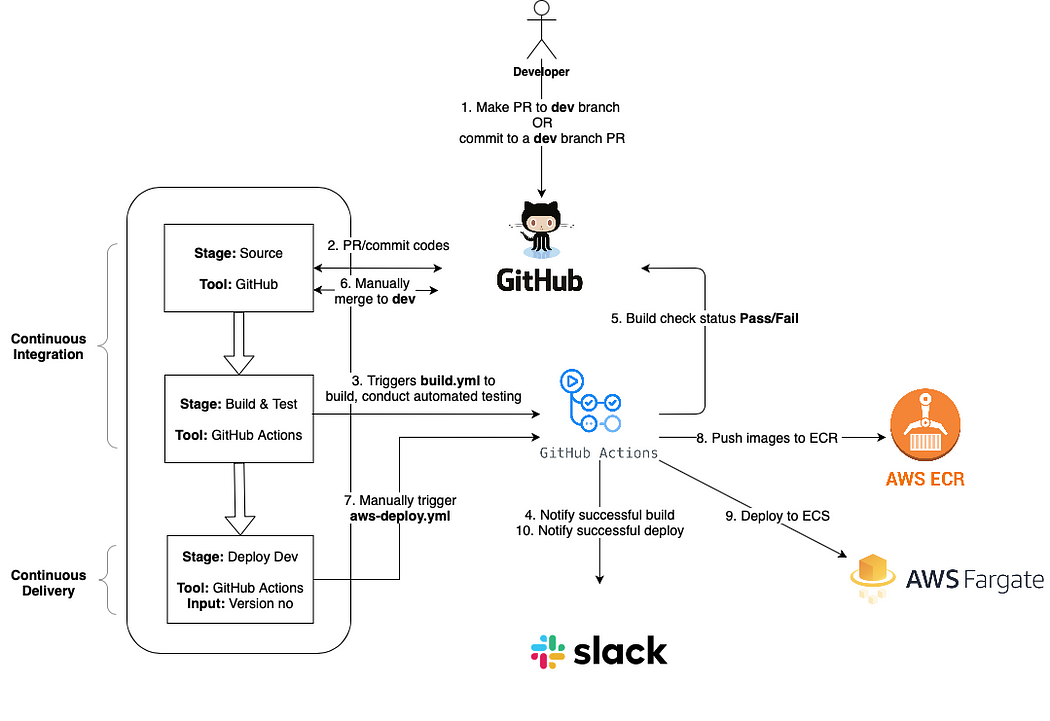 Developer
1. Make PR to dev branch
OR
commit to a dev branch PR
GitHub
Stage: Source
Tool: GitHub
2. PR/commit codes
6. Manually
merge to dev
5. Build check status Pass/Fail
Continuous
Integration
Stage: Build & Test
Tool: GitHub Actions
3. Triggers build.yml to
build, conduct automated testing
GitHub Actions
8. Push images to ECR
AWS ECR
7. Manually trigger
aws-deploy.yml
4. Notify successful build
10. Notify successful deploy
9. Deploy to ECS
Continuous
Delivery
Stage: Deploy Dev
Tool: GitHub Actions
Input: Version no
AWS Fargate
slack